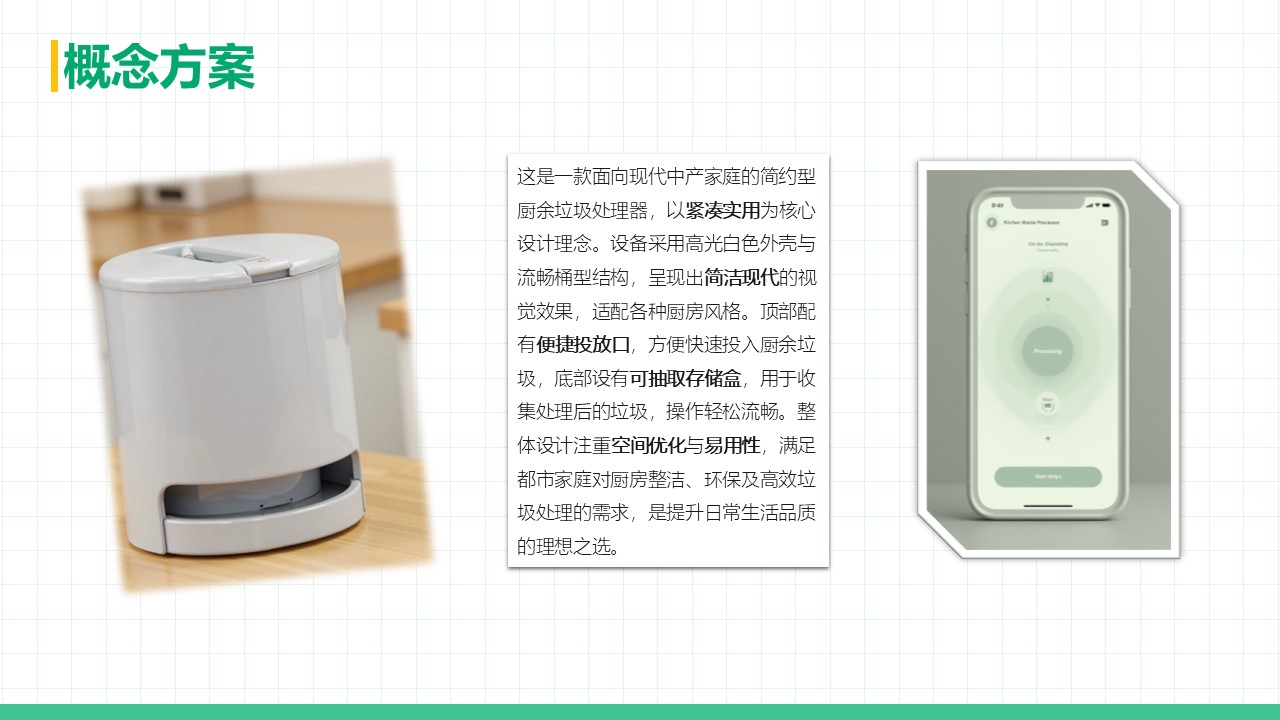 概念方案
这是一款面向现代中产家庭的简约型
厨余垃圾处理器，以紧凑实用为核心
设计理念。设备采用高光白色外壳与
流畅桶型结构，呈现出简洁现代的视
觉效果，适配各种厨房风格。顶部配
有便捷投放口，方便快速投入厨余垃
圾，底部设有可抽取存储盒，用于收
集处理后的垃圾，操作轻松流畅。整
体设计注重空间优化与易用性，满足
都市家庭对厨房整洁、环保及高效垃
圾处理的需求，是提升日常生活品质
的理想之选。
Processing